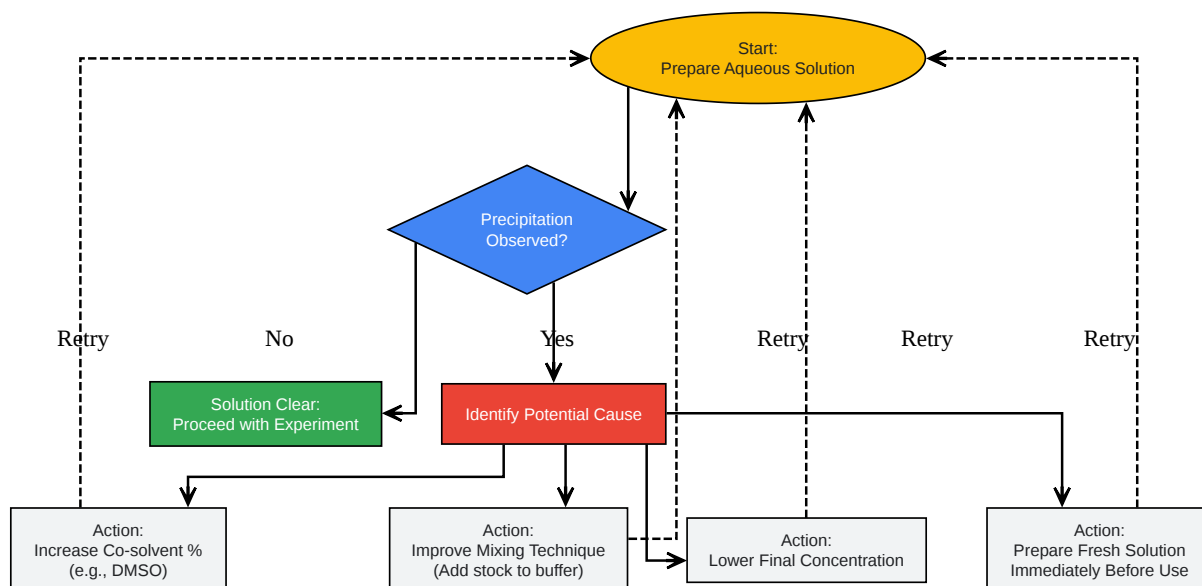 Start:
Prepare Aqueous Solution
Precipitation
Observed?
Retry
No
Yes
Retry
Retry
Retry
Solution Clear:
Proceed with Experiment
Identify Potential Cause
Action:
Increase Co-solvent %
(e.g., DMSO)
Action:
Improve Mixing Technique
(Add stock to buffer)
Action:
Lower Final Concentration
Action:
Prepare Fresh Solution
Immediately Before Use